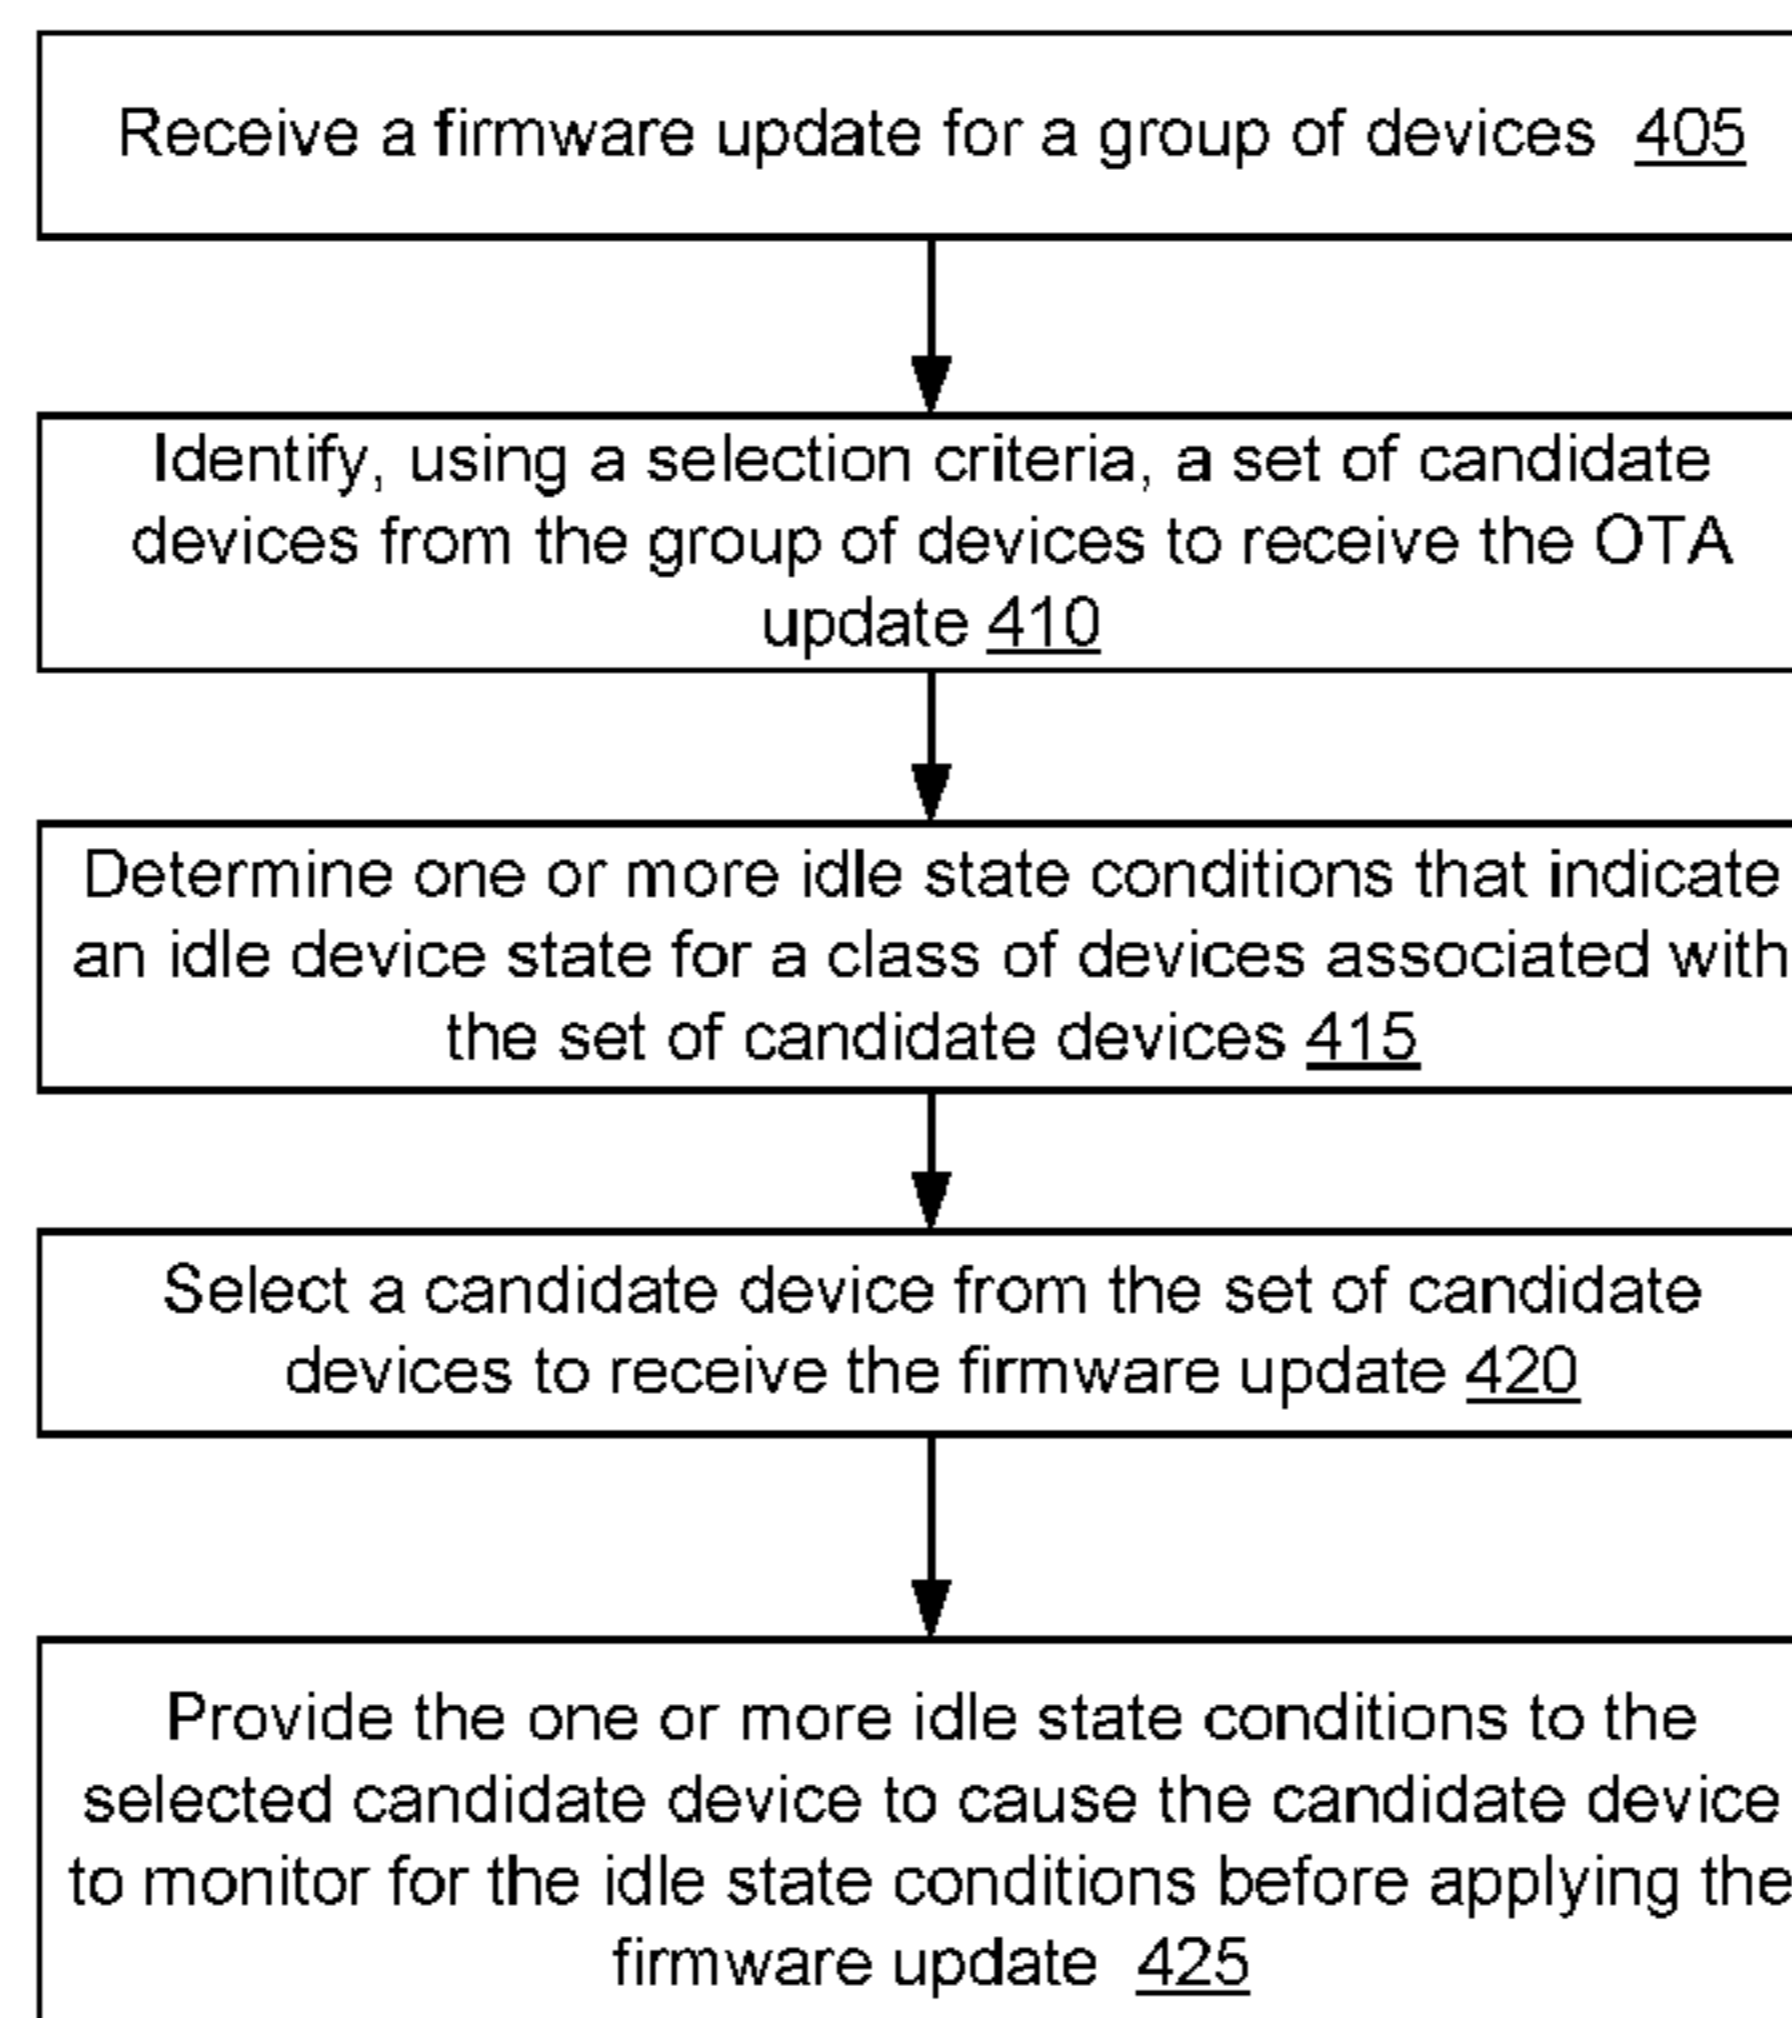 Receive a firmware update for a group of devices 405
Identify, using a selection criteria, a set of candidate
devices from the group of devices to receive the OTA
update 410
Determine one or more idle state conditions that indicate
an idle device state for a class of devices associated with
the set of candidate devices 415
Select a candidate device from the set of candidate
devices to receive the firmware update 420
Provide the one or more idle state conditions to the
selected candidate device to cause the candidate device
to monitor for the idle state conditions before applying the
firmware update 425